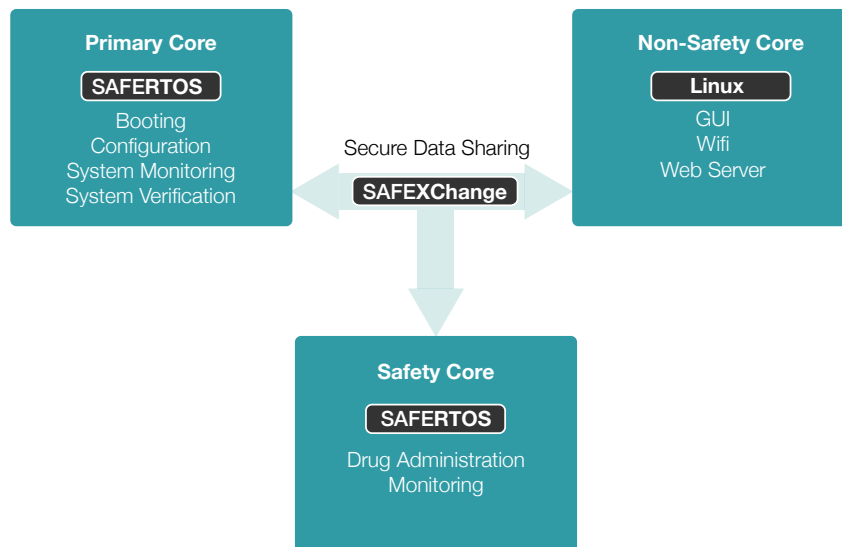 Primary Core
SAFERTOS
Booting
Configuration
System Monitoring
System Verification
Secure Data Sharing
SAFEXChange
Non-Safety Core
Linux
GUI
Wifi
Web Server
Safety Core
SAFERTOS
Drug Administration
Monitoring